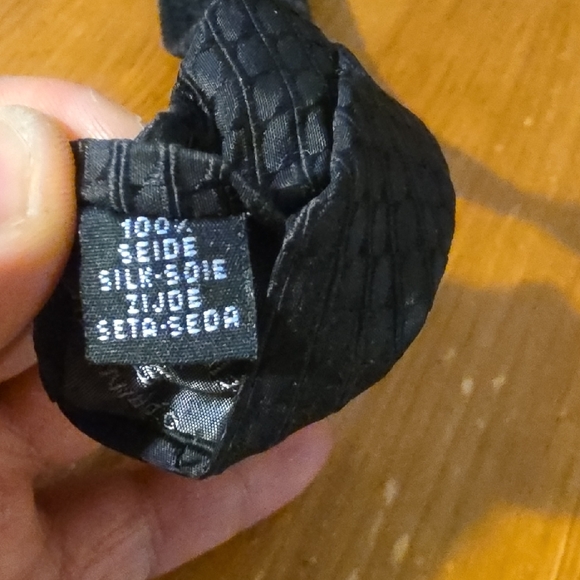 100%
SEIDE
SILK-SOIE
ZIJDE
SETA-SEDA